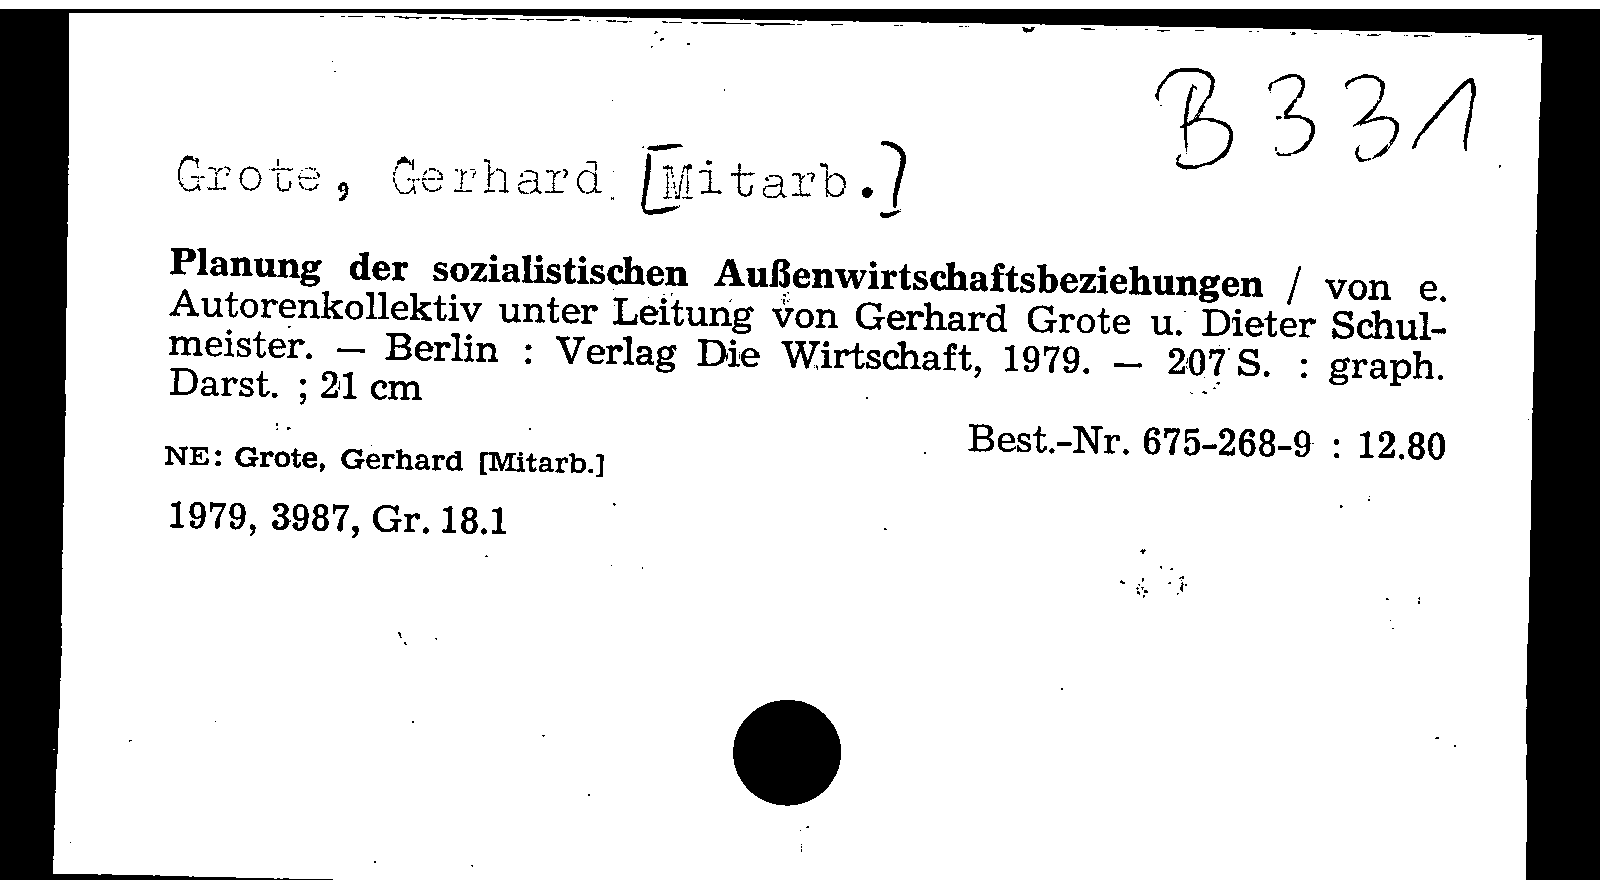 B 331
Grote, Gerhard [Mitarb.]
Planung der sozialistischen Außenwirtschaftsbeziehungen / von e.
Autorenkollektiv unter Leitung von Gerhard Grote u. Dieter Schul-
meister. — Berlin : Verlag Die Wirtschaft, 1979. — 207 S. : graph.
Darst. ; 21 cm
Best.-Nr. 675-268-9 : 12.80
NE: Grote, Gerhard [Mitarb.]
1979, 3987, Gr. 18.1